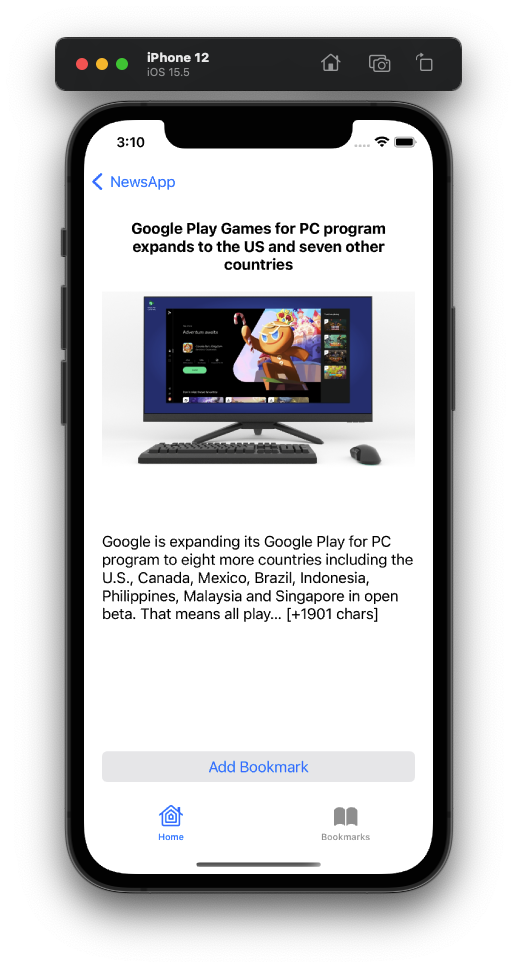 iPhone 12
iOS 15.5
3:10
NewsApp
Google Play Games for PC program
expands to the US and seven other
countries
Adventure awaits
Google is expanding its Google Play for PC
program to eight more countries including the
U.S., Canada, Mexico, Brazil, Indonesia,
Philippines, Malaysia and Singapore in open
beta. That means all play… [+1901 chars]
Add Bookmark
Home
Bookmarks